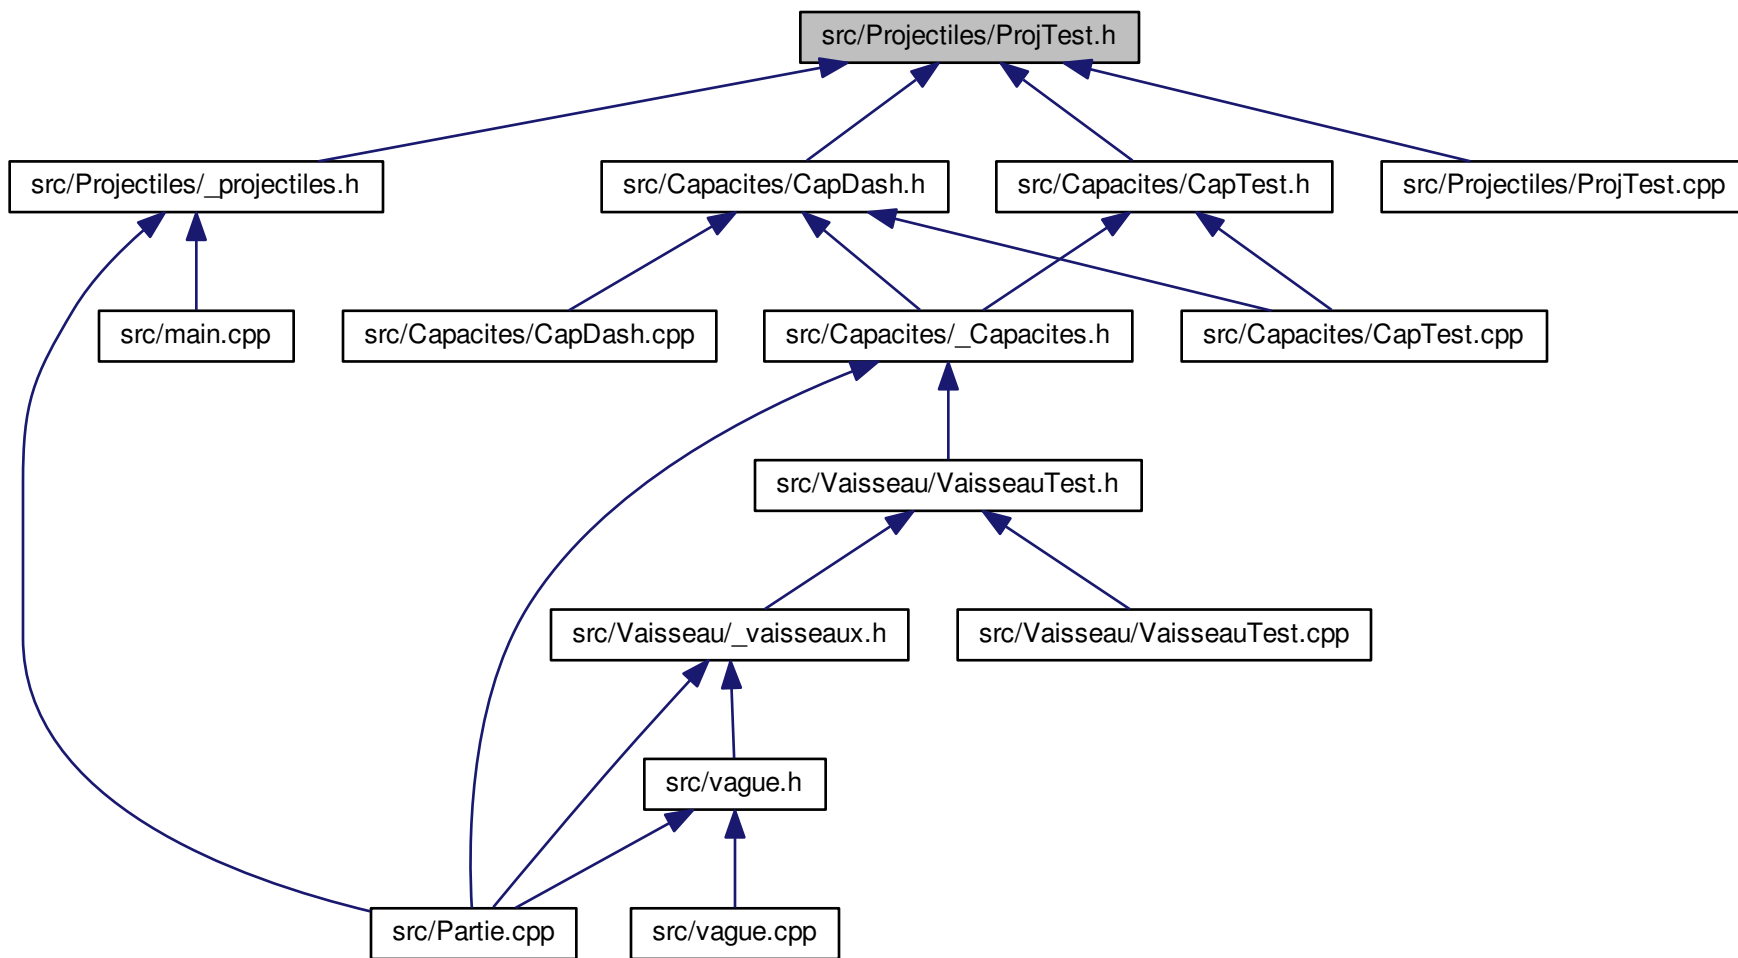 src/Projectiles/ProjTest.h
src/Projectiles/_projectiles.h
src/Capacites/CapDash.h
src/Capacites/CapTest.h
src/Projectiles/ProjTest.cpp
src/main.cpp
src/Capacites/CapDash.cpp
src/Capacites/_Capacites.h
src/Capacites/CapTest.cpp
src/Vaisseau/VaisseauTest.h
src/Vaisseau/_vaisseaux.h
src/Vaisseau/VaisseauTest.cpp
src/vague.h
src/Partie.cpp
src/vague.cpp